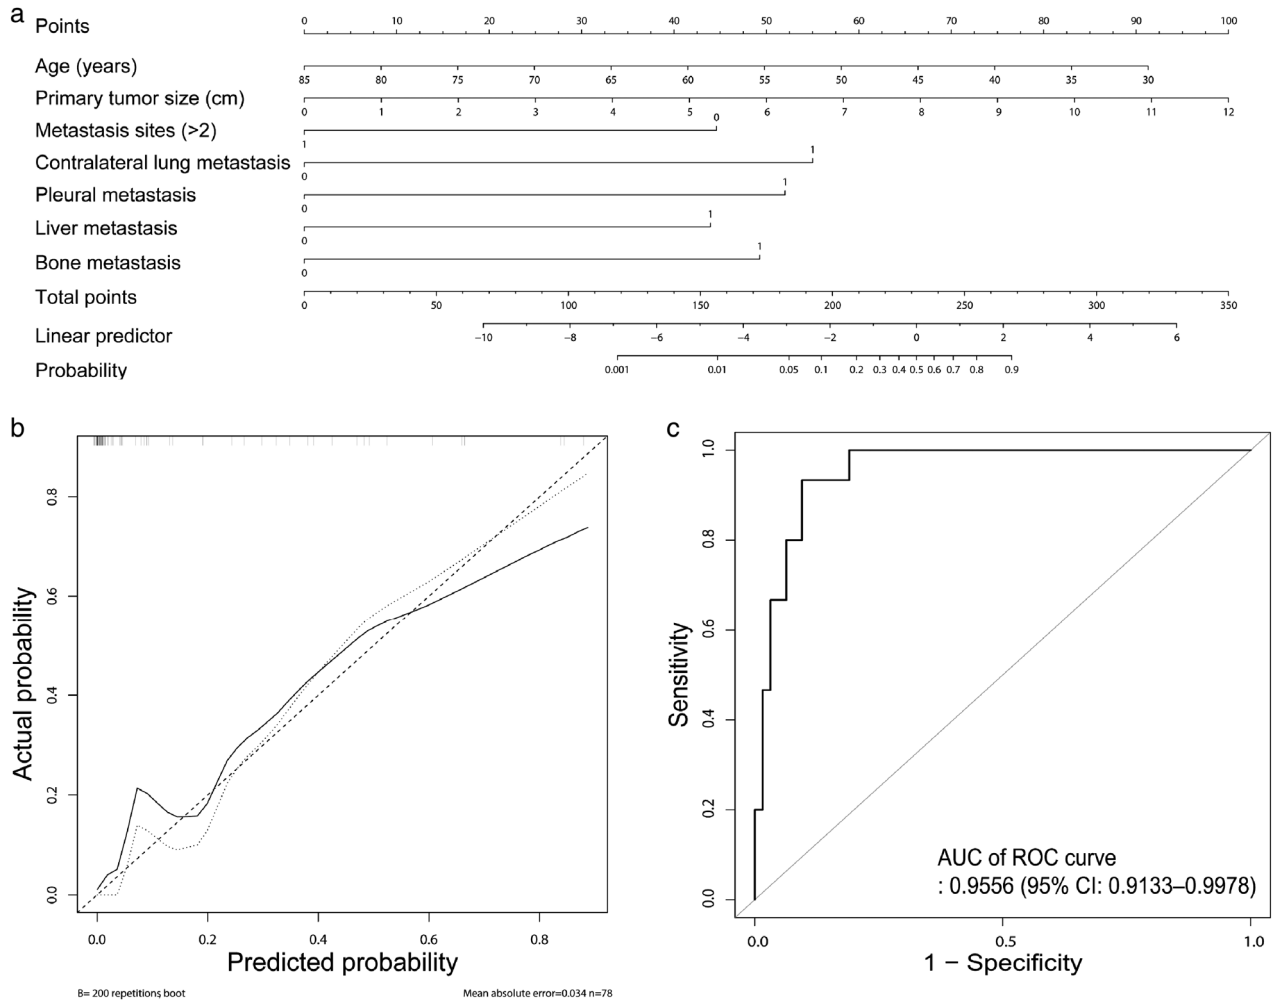 a
Points
0 10 20 30 40 50 60 70 80 90 100
Age (years)
85 80 75 70 65 60 55 50 45 40 35 30
Primary tumor size (cm)
0 1 2 3 4 5 6 7 8 9 10 11 12
Metastasis sites (>2)
0
1
Contralateral lung metastasis
1
0
Pleural metastasis
1
0
Liver metastasis
1
0
Bone metastasis
1
0
Total points
0 50 100 150 200 250 300 350
Linear predictor
−10 −8 −6 −4 −2 0 2 4 6
Probability
0.001 0.01 0.05 0.1 0.2 0.3 0.4 0.5 0.6 0.7 0.8 0.9
b
Actual probability
0.8
0.6
0.4
0.2
0.0
0.0 0.2 0.4 0.6 0.8
Predicted probability
B= 200 repetitions boot
Mean absolute error=0.034 n=78
c
Sensitivity
1.0
0.8
0.6
0.4
0.2
0.0
AUC of ROC curve
: 0.9556 (95% CI: 0.9133–0.9978)
0.0 0.5 1.0
1 − Specificity